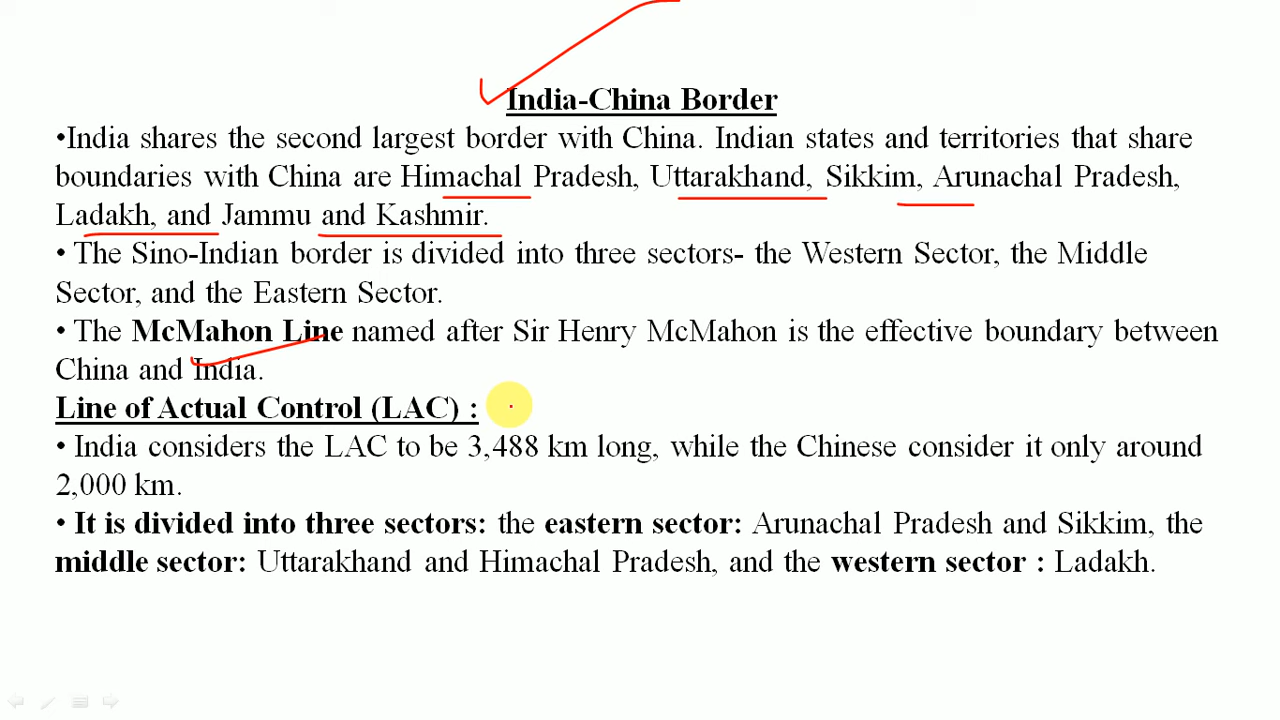 India-China Border
•India shares the second largest border with China. Indian states and territories that share
boundaries with China are Himachal Pradesh, Uttarakhand, Sikkim, Arunachal Pradesh,
Ladakh, and Jammu and Kashmir.
• The Sino-Indian border is divided into three sectors- the Western Sector, the Middle
Sector, and the Eastern Sector.
• The McMahon Line named after Sir Henry McMahon is the effective boundary between
China and India.
Line of Actual Control (LAC) :
• India considers the LAC to be 3,488 km long, while the Chinese consider it only around
2,000 km.
• It is divided into three sectors: the eastern sector: Arunachal Pradesh and Sikkim, the
middle sector: Uttarakhand and Himachal Pradesh, and the western sector : Ladakh.